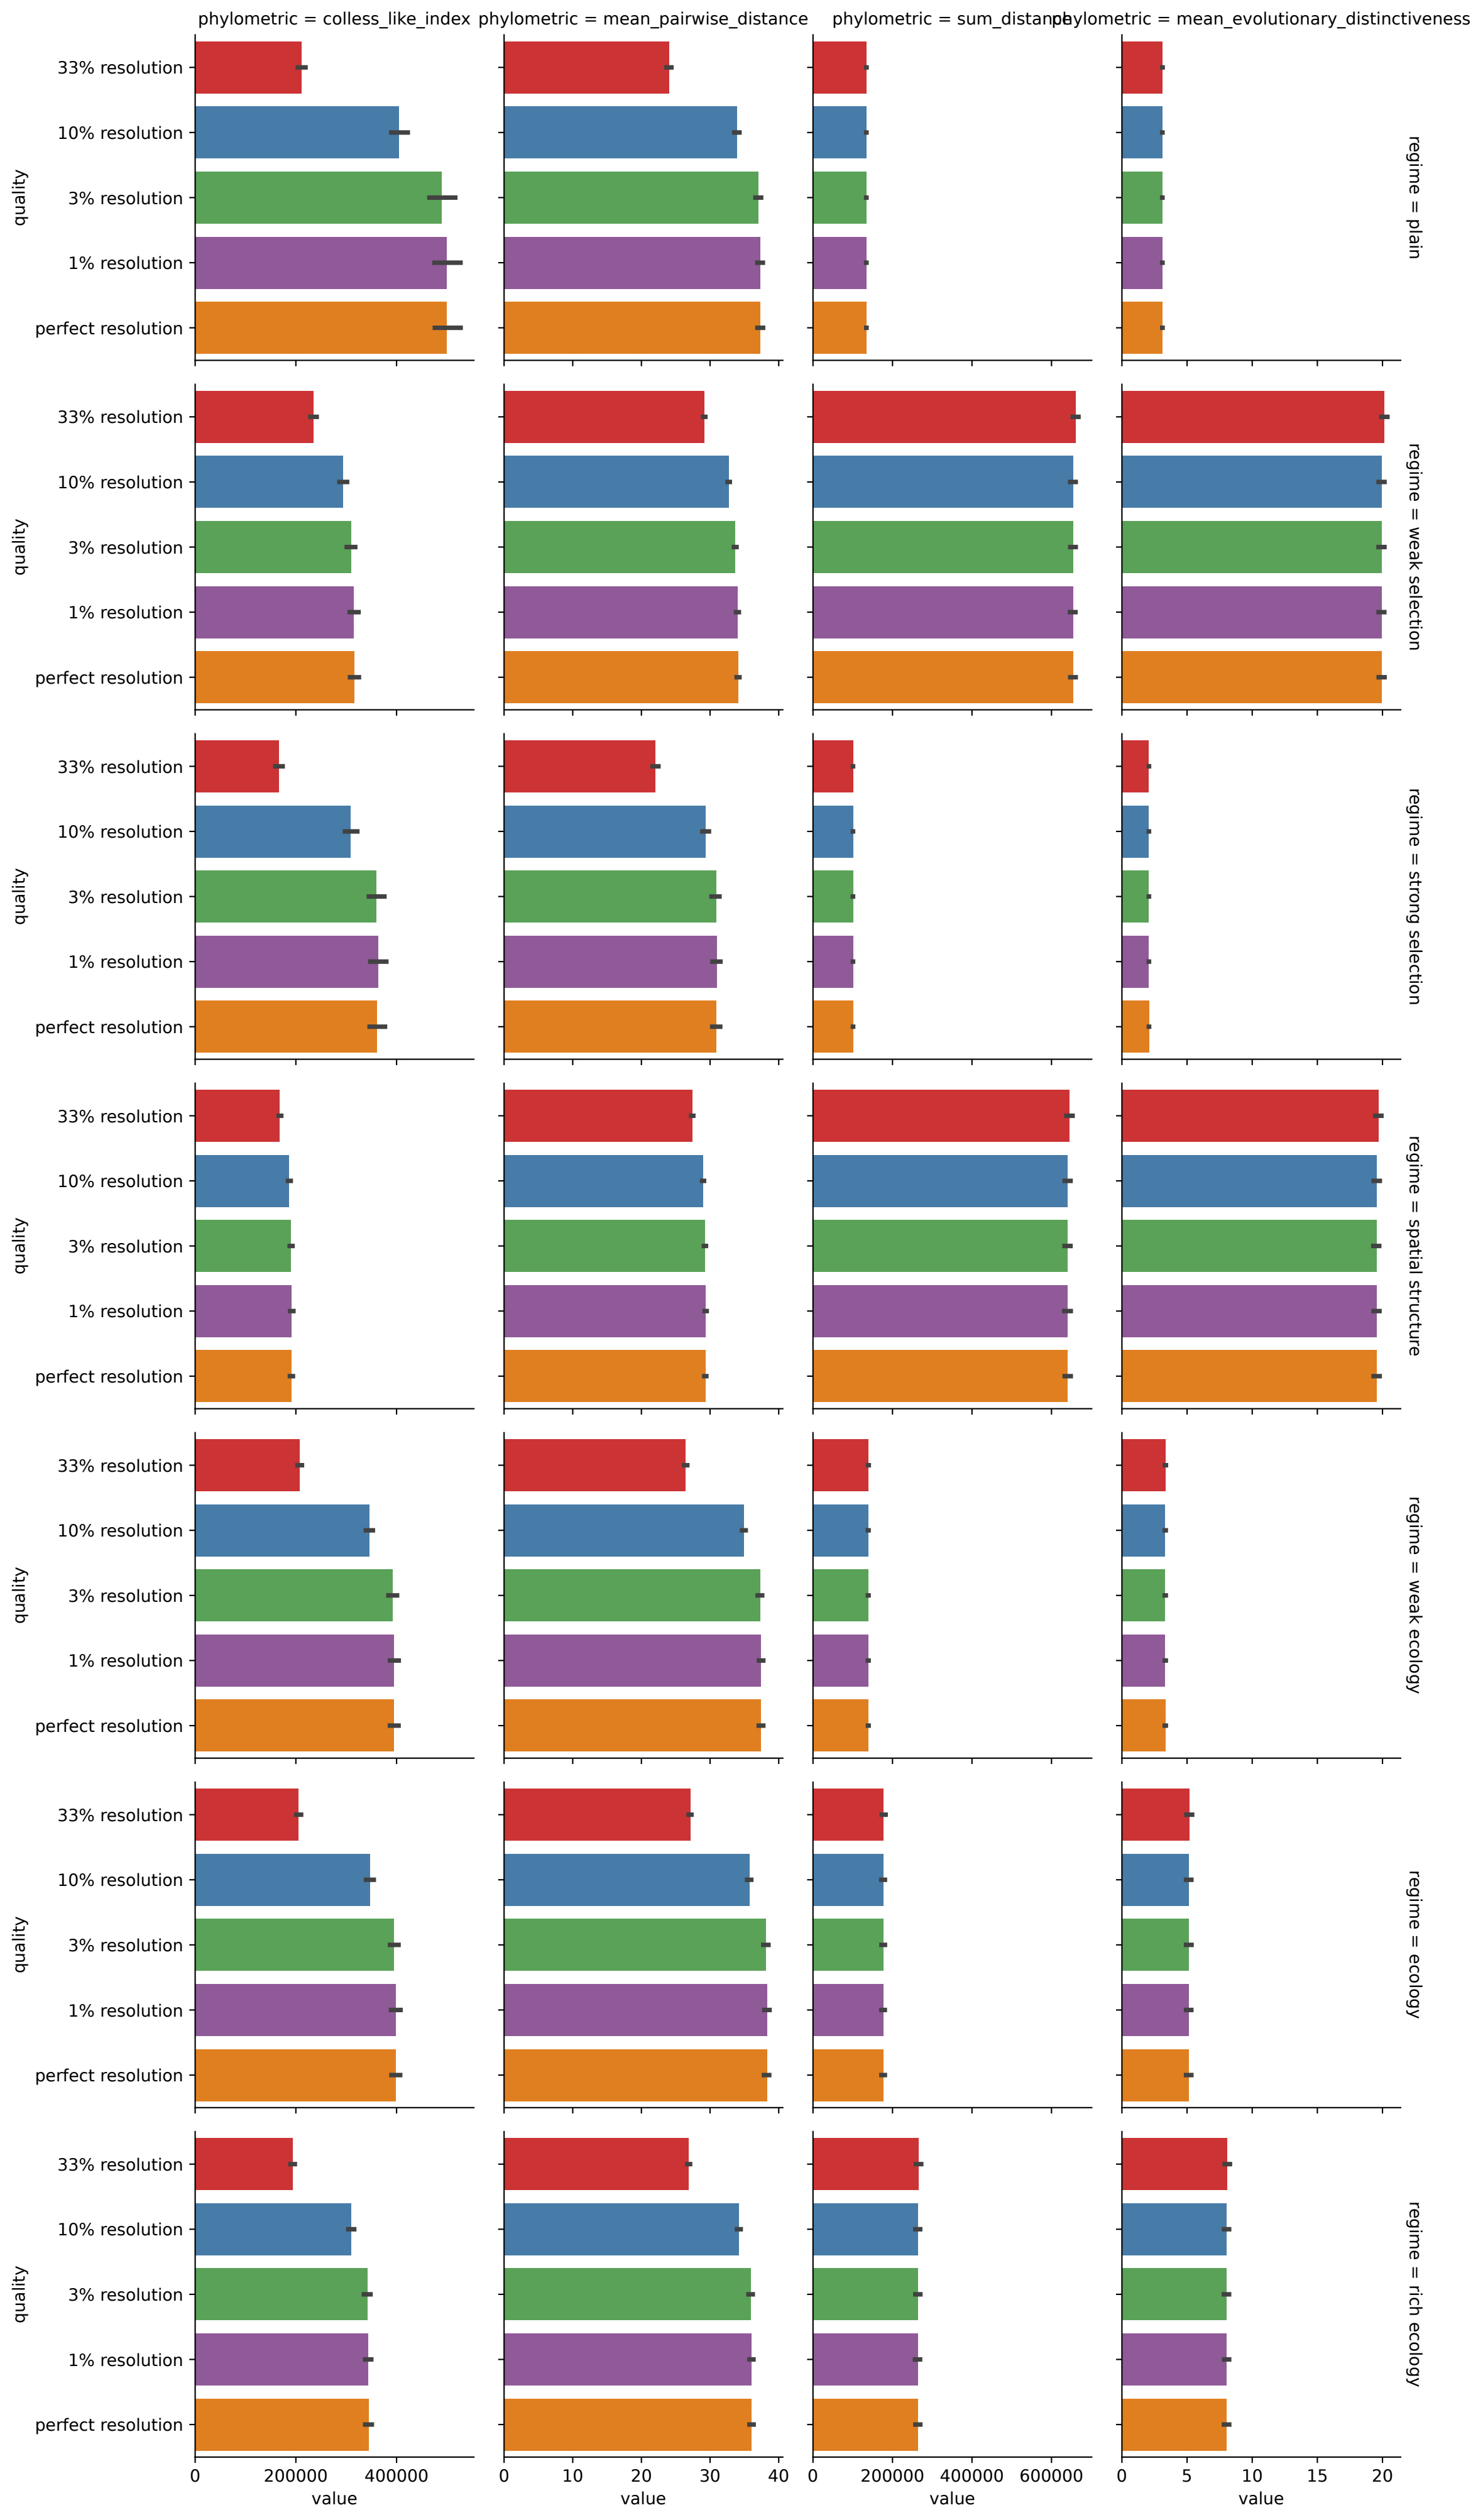 phylometric = colless_like_index
phylometric = mean_pairwise_distance
phylometric = sum_distance
phylometric = mean_evolutionary_distinctiveness
quality
33% resolution
10% resolution
3% resolution
1% resolution
perfect resolution
regime = plain
quality
33% resolution
10% resolution
3% resolution
1% resolution
perfect resolution
regime = weak selection
quality
33% resolution
10% resolution
3% resolution
1% resolution
perfect resolution
regime = strong selection
quality
33% resolution
10% resolution
3% resolution
1% resolution
perfect resolution
regime = spatial structure
quality
33% resolution
10% resolution
3% resolution
1% resolution
perfect resolution
regime = weak ecology
quality
33% resolution
10% resolution
3% resolution
1% resolution
perfect resolution
regime = ecology
quality
33% resolution
10% resolution
3% resolution
1% resolution
perfect resolution
regime = rich ecology
0 200000 400000
0 10 20 30 40
0 200000 400000 600000
0 5 10 15 20
value
value
value
value